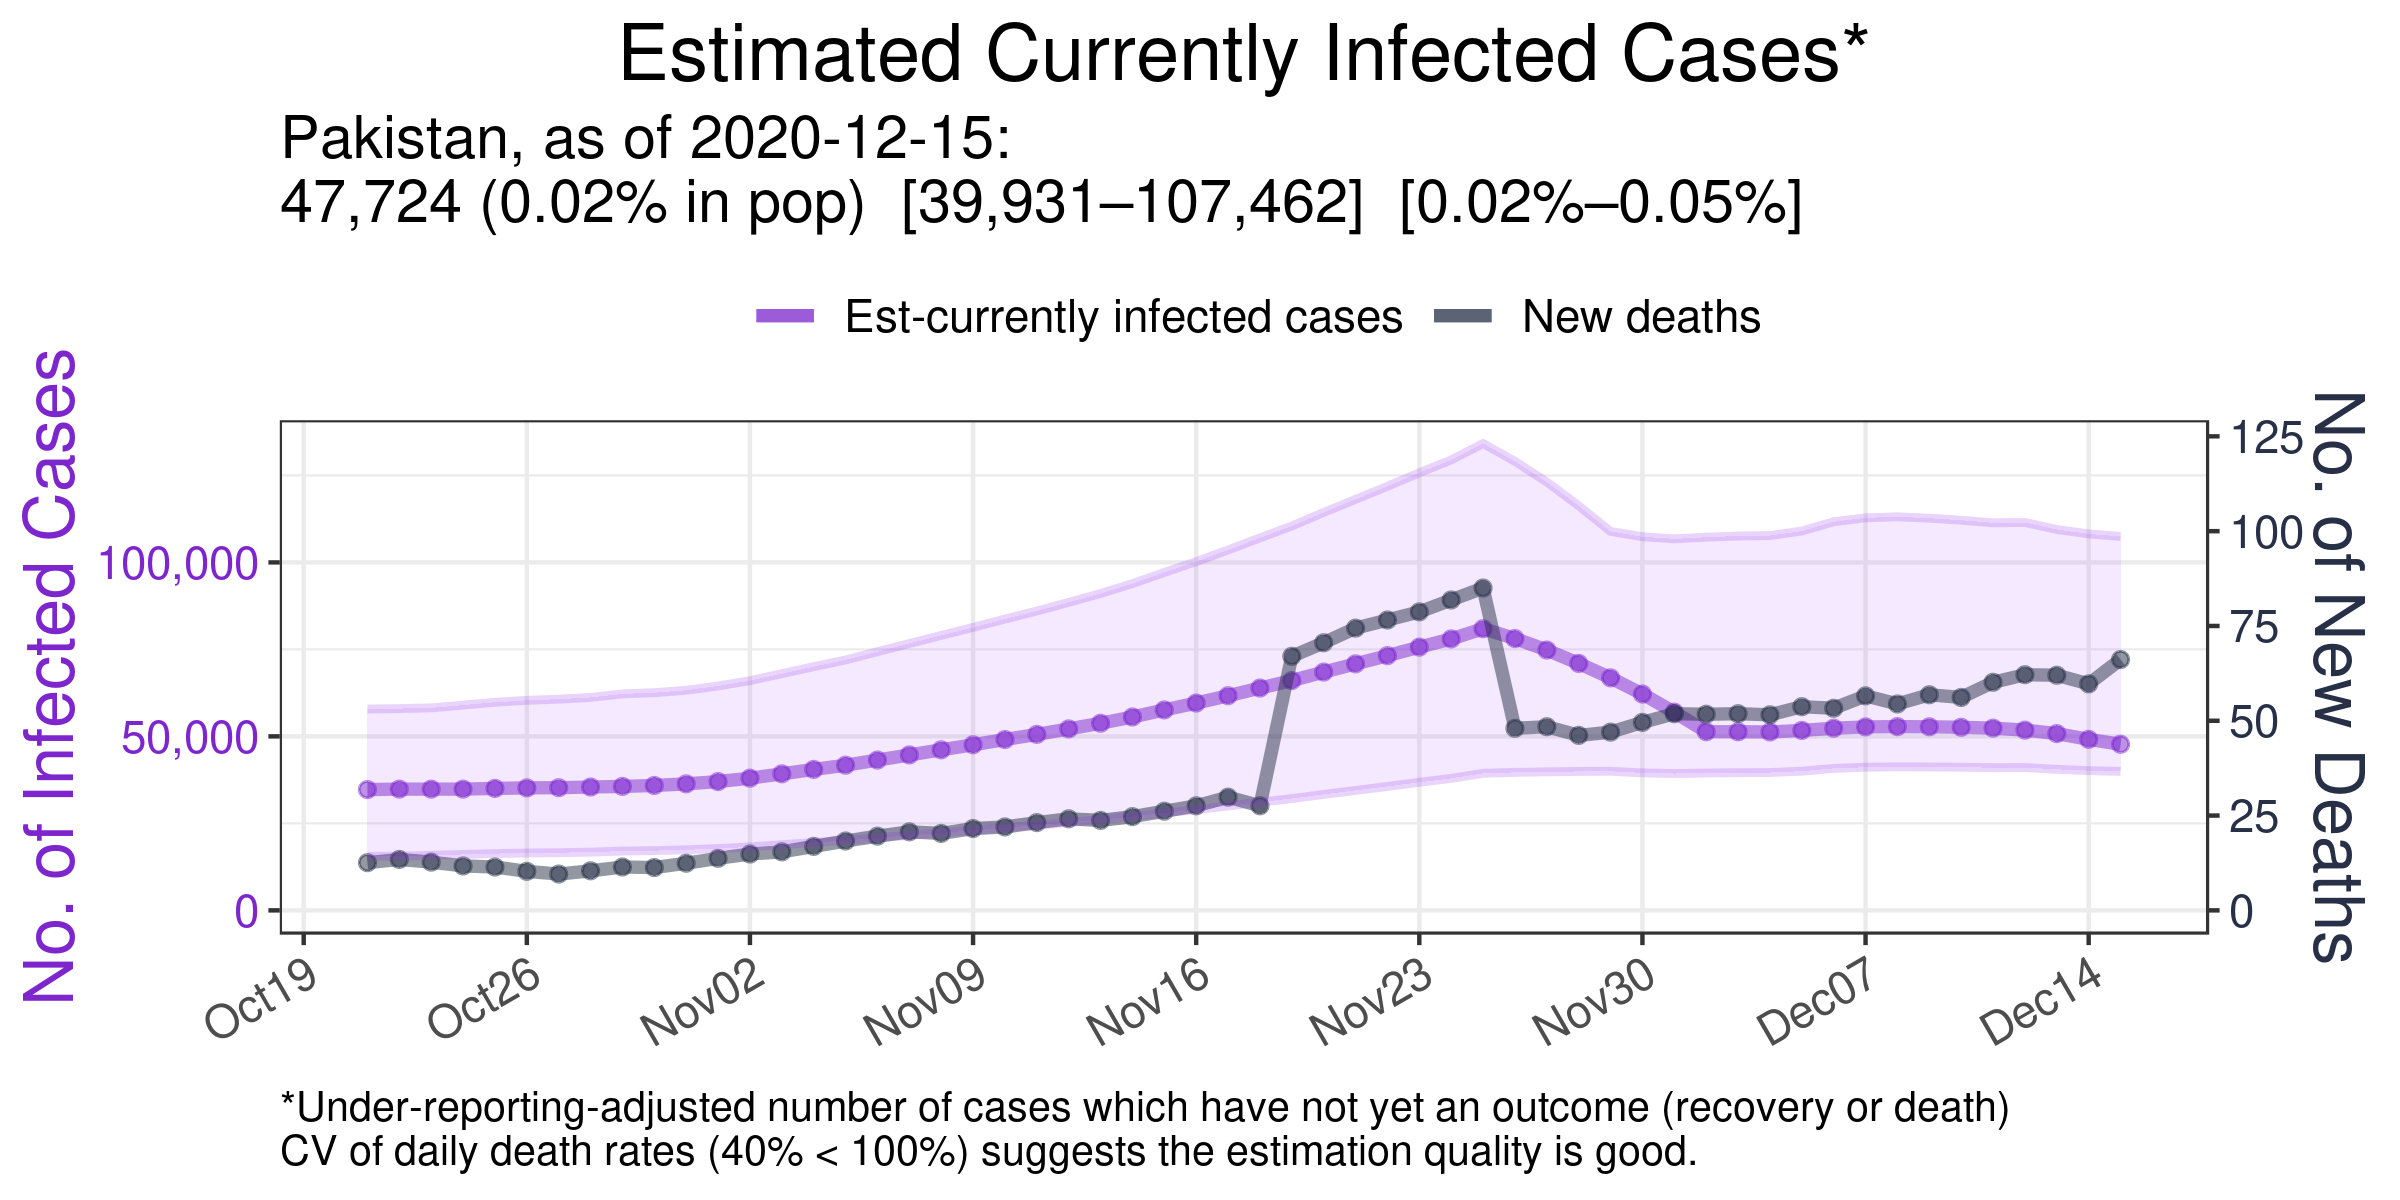 Estimated Currently Infected Cases*
Pakistan, as of 2020-12-15:
47,724 (0.02% in pop)  [39,931–107,462]  [0.02%–0.05%]
Est-currently infected cases
New deaths
No. of Infected Cases
100,000
50,000
0
125
100
75
50
25
0
No. of New Deaths
Oct19
Oct26
Nov02
Nov09
Nov16
Nov23
Nov30
Dec07
Dec14
*Under-reporting-adjusted number of cases which have not yet an outcome (recovery or death)
CV of daily death rates (40% < 100%) suggests the estimation quality is good.